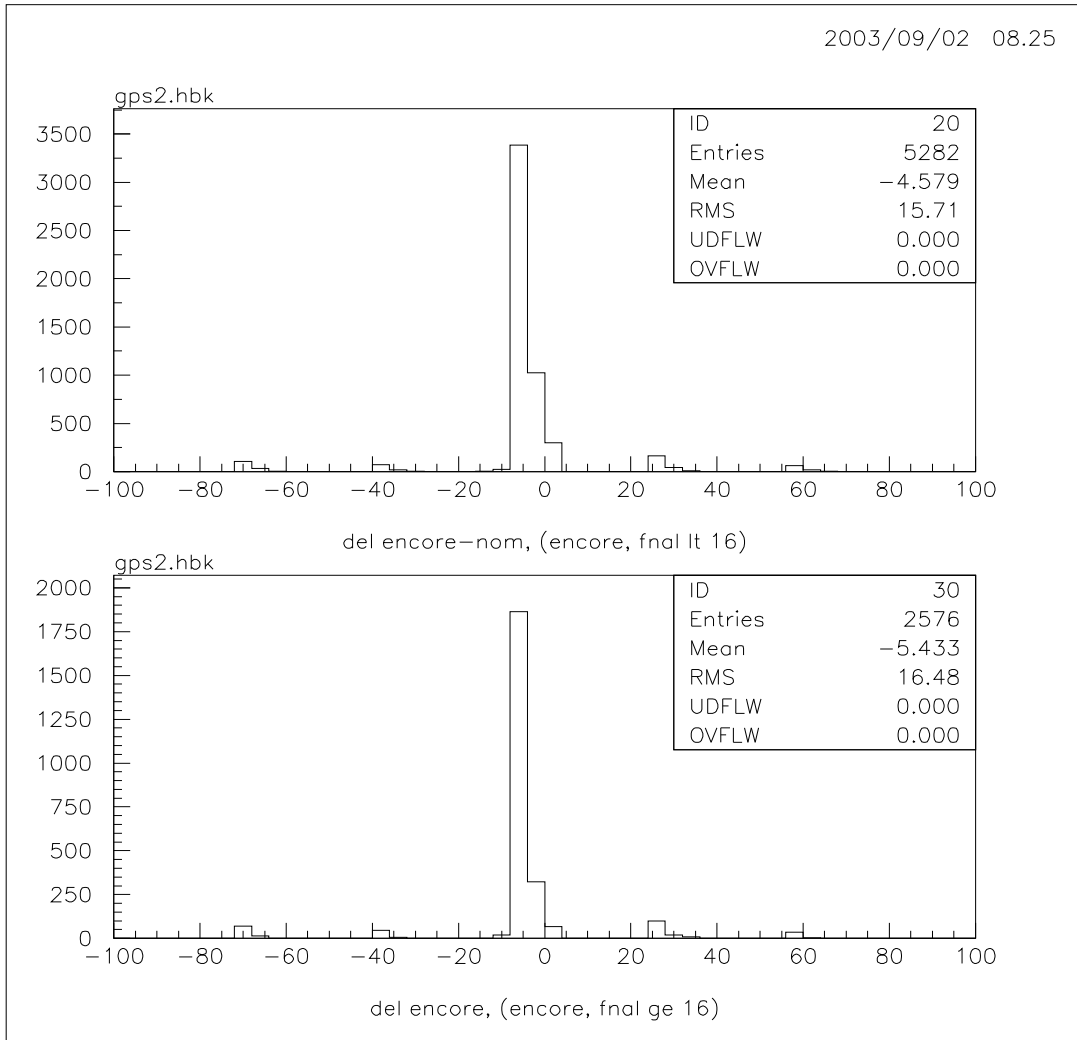 2003/09/02 08.25
gps2.hbk
ID 20
Entries 5282
Mean −4.579
RMS 15.71
UDFLW 0.000
OVFLW 0.000
3500
3000
2500
2000
1500
1000
500
0
−100 −80 −60 −40 −20 0 20 40 60 80 100
del encore−nom, (encore, fnal lt 16)
gps2.hbk
ID 30
Entries 2576
Mean −5.433
RMS 16.48
UDFLW 0.000
OVFLW 0.000
2000
1750
1500
1250
1000
750
500
250
0
−100 −80 −60 −40 −20 0 20 40 60 80 100
del encore, (encore, fnal ge 16)